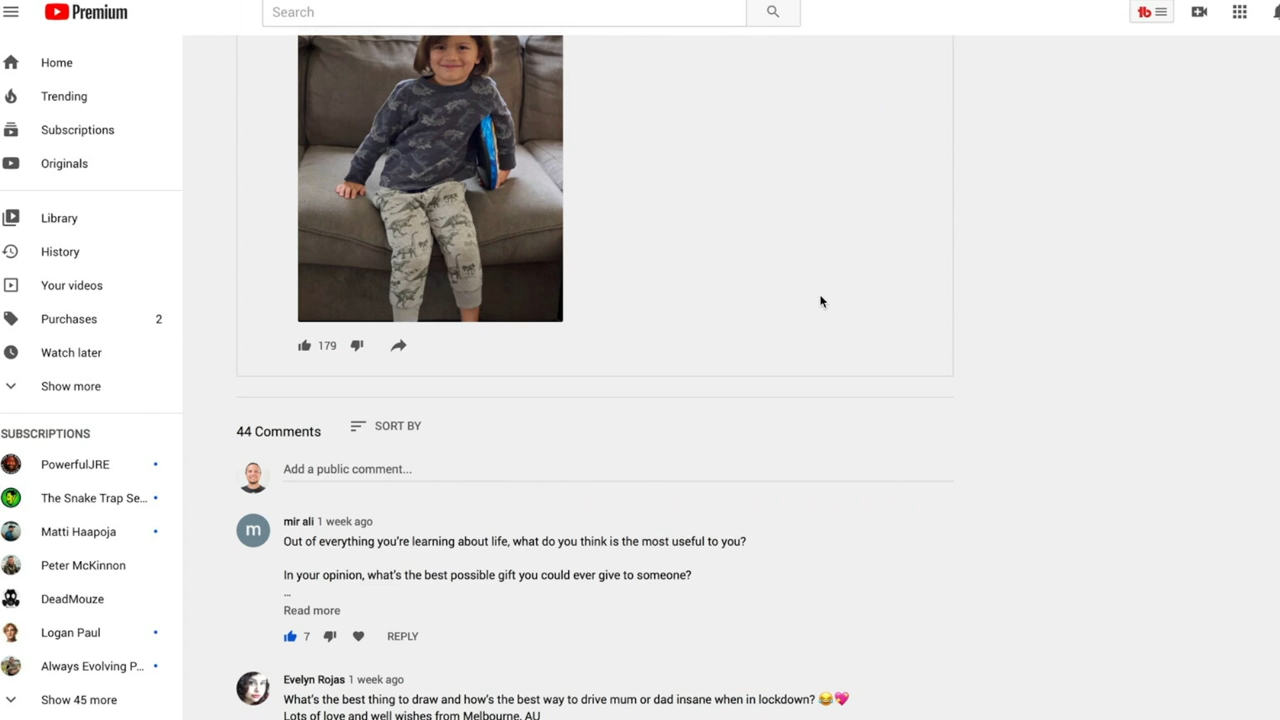 Premium
Search
Home
Trending
Subscriptions
Originals
Library
History
Your videos
Purchases 2
Watch later
Show more
SUBSCRIPTIONS
PowerfulJRE
The Snake Trap Se...
Matti Haapoja
Peter McKinnon
DeadMouze
Logan Paul
Always Evolving P...
Show 45 more
179
44 Comments SORT BY
Add a public comment...
m
mir ali 1 week ago
Out of everything you're learning about life, what do you think is the most useful to you?
In your opinion, what's the best possible gift you could ever give to someone?
...
Read more
7 REPLY
Evelyn Rojas 1 week ago
What's the best thing to draw and how's the best way to drive mum or dad insane when in lockdown? 😂💖
Lots of love and well wishes from Melbourne, AU